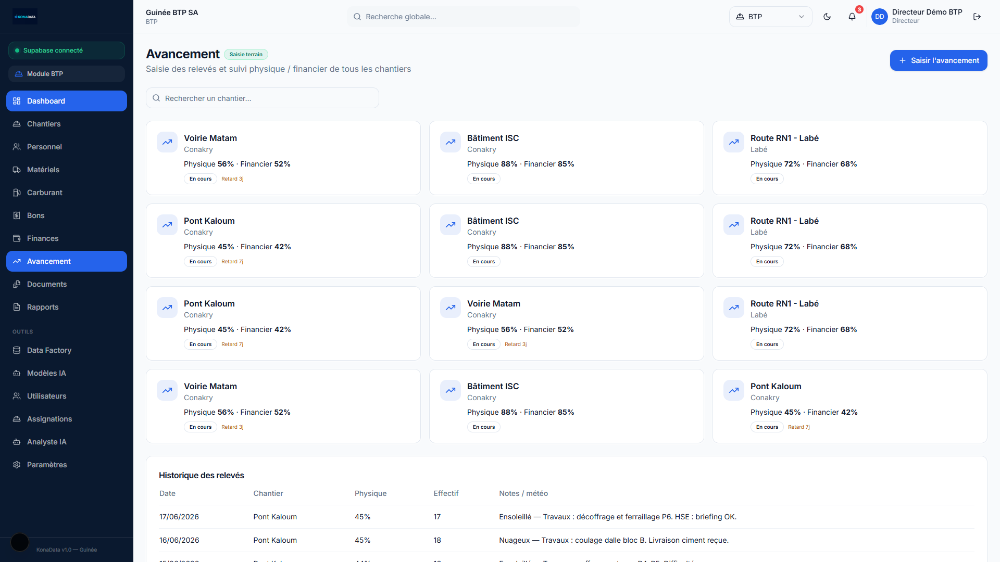 KONADATA
Supabase connecté
Module BTP
Dashboard
Chantiers
Personnel
Matériels
Carburant
Bons
Finances
Avancement
Documents
Rapports
OUTILS
Data Factory
Modèles IA
Utilisateurs
Assignations
Analyste IA
Paramètres
KonaData v1.0 — Guinée
Guinée BTP SA
BTP
Recherche globale...
BTP
3
DD
Directeur Démo BTP
Directeur
Avancement
Saisie terrain
Saisie des relevés et suivi physique / financier de tous les chantiers
Saisir l'avancement
Rechercher un chantier...
Voirie Matam
Conakry
Physique 56% · Financier 52%
En cours Retard 3j
Bâtiment ISC
Conakry
Physique 88% · Financier 85%
En cours
Route RN1 - Labé
Labé
Physique 72% · Financier 68%
En cours
Pont Kaloum
Conakry
Physique 45% · Financier 42%
En cours Retard 7j
Bâtiment ISC
Conakry
Physique 88% · Financier 85%
En cours
Route RN1 - Labé
Labé
Physique 72% · Financier 68%
En cours
Pont Kaloum
Conakry
Physique 45% · Financier 42%
En cours Retard 7j
Voirie Matam
Conakry
Physique 56% · Financier 52%
En cours Retard 3j
Route RN1 - Labé
Labé
Physique 72% · Financier 68%
En cours
Voirie Matam
Conakry
Physique 56% · Financier 52%
En cours Retard 3j
Bâtiment ISC
Conakry
Physique 88% · Financier 85%
En cours
Pont Kaloum
Conakry
Physique 45% · Financier 42%
En cours Retard 7j
Historique des relevés
Date Chantier Physique Effectif Notes / météo
17/06/2026 Pont Kaloum 45% 17 Ensoleillé — Travaux : décoffrage et ferraillage P6. HSE : briefing OK.
16/06/2026 Pont Kaloum 45% 18 Nuageux — Travaux : coulage dalle bloc B. Livraison ciment reçue.